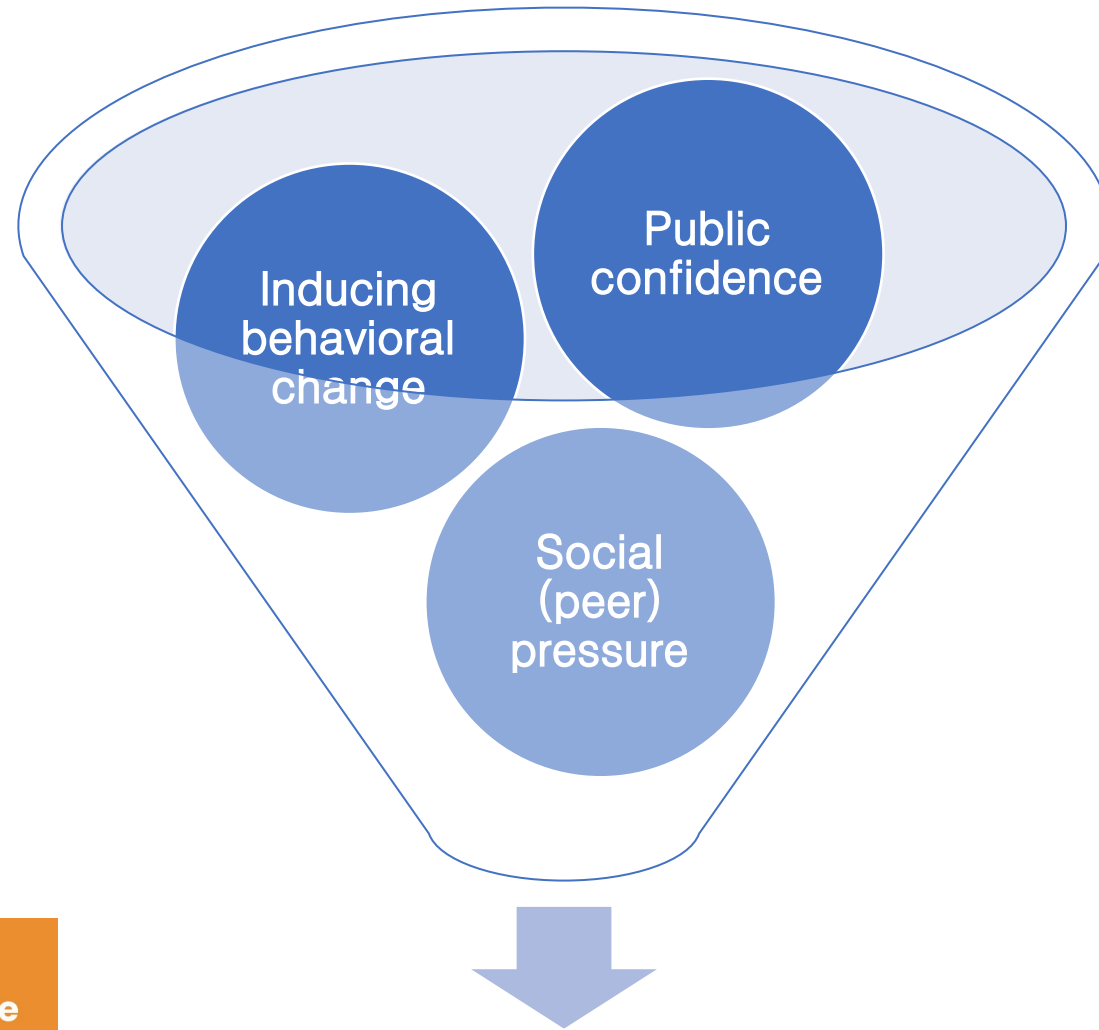 Public
confidence
Inducing
behavioral
change
Social
(peer)
pressure